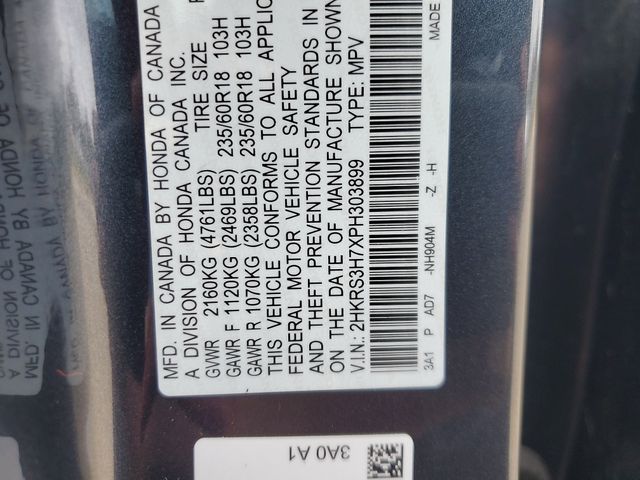 MFD. IN CANADA BY HONDA OF CANADA
A DIVISION OF HONDA CANADA INC.
TIRE SIZE
GVWR 2160KG (4761LBS)
GAWR F 1120KG (2469LBS) 235/60R18 103H
GAWR R 1070KG (2358LBS) 235/60R18 103H
THIS VEHICLE CONFORMS TO ALL APPLIC
FEDERAL MOTOR VEHICLE SAFETY
AND THEFT PREVENTION STANDARDS IN
ON THE DATE OF MANUFACTURE SHOWN
V.I.N.: 2HKRS3H7XPH303899 TYPE: MPV
3A1 P AD7 -NH904M -Z -H MADE
3A0 A1